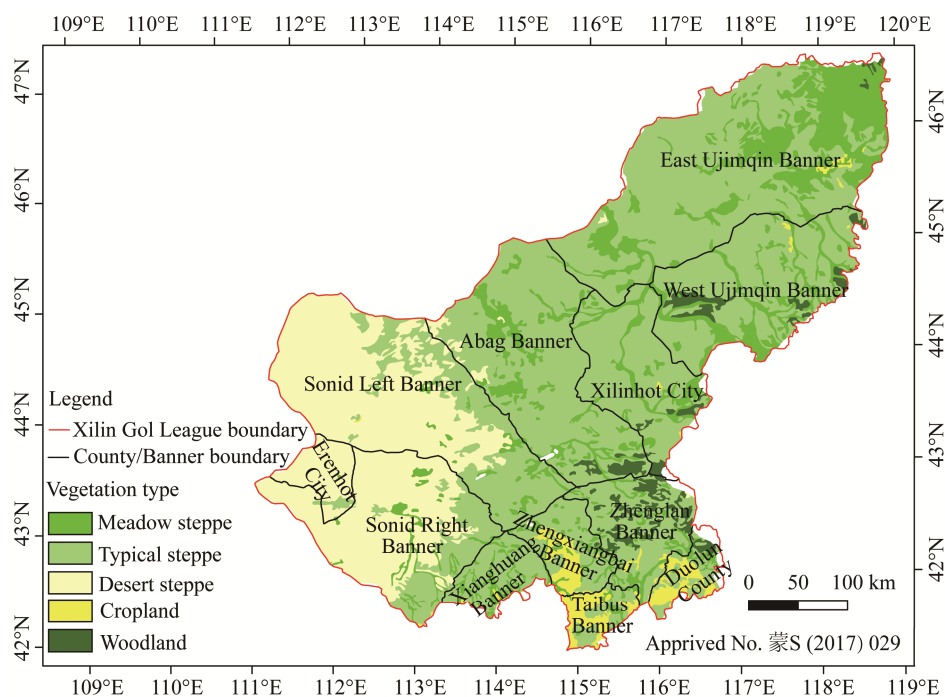 109°E 110°E 111°E 112°E 113°E 114°E 115°E 116°E 117°E 118°E 119°E 120°E
47°N
46°N
45°N
44°N
43°N
42°N
46°N
45°N
44°N
43°N
42°N
East Ujimqin Banner
West Ujimqin Banner
Abag Banner
Sonid Left Banner
Xilinhot City
Erenhot
City
Sonid Right
Banner
Zhengxiangbai
Banner
Zhenglan
Banner
Xianghuang
Banner
Duolun
County
Taibus
Banner
Legend
Xilin Gol League boundary
County/Banner boundary
Vegetation type
Meadow steppe
Typical steppe
Desert steppe
Cropland
Woodland
0 50 100 km
Apprived No. 蒙S (2017) 029
109°E 110°E 111°E 112°E 113°E 114°E 115°E 116°E 117°E 118°E 119°E